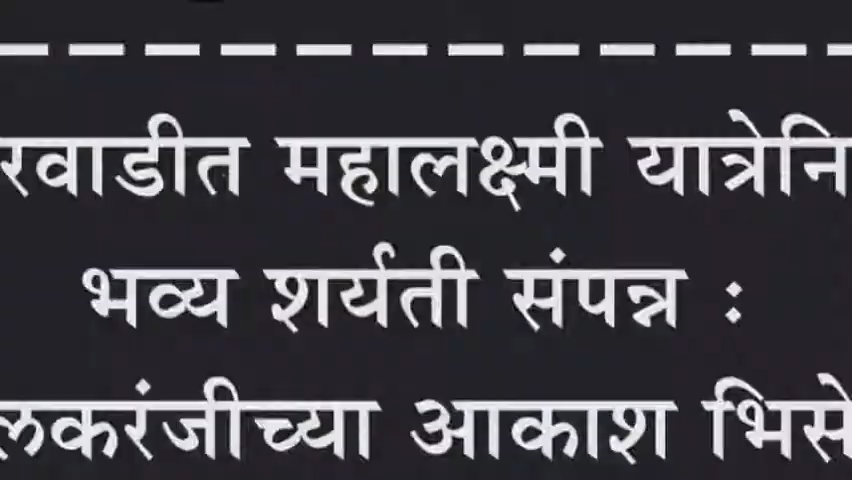 रवाडीत महालक्ष्मी यात्रेनि
भव्य शर्यती संपन्न :
लकरंजीच्या आकाश भिसे